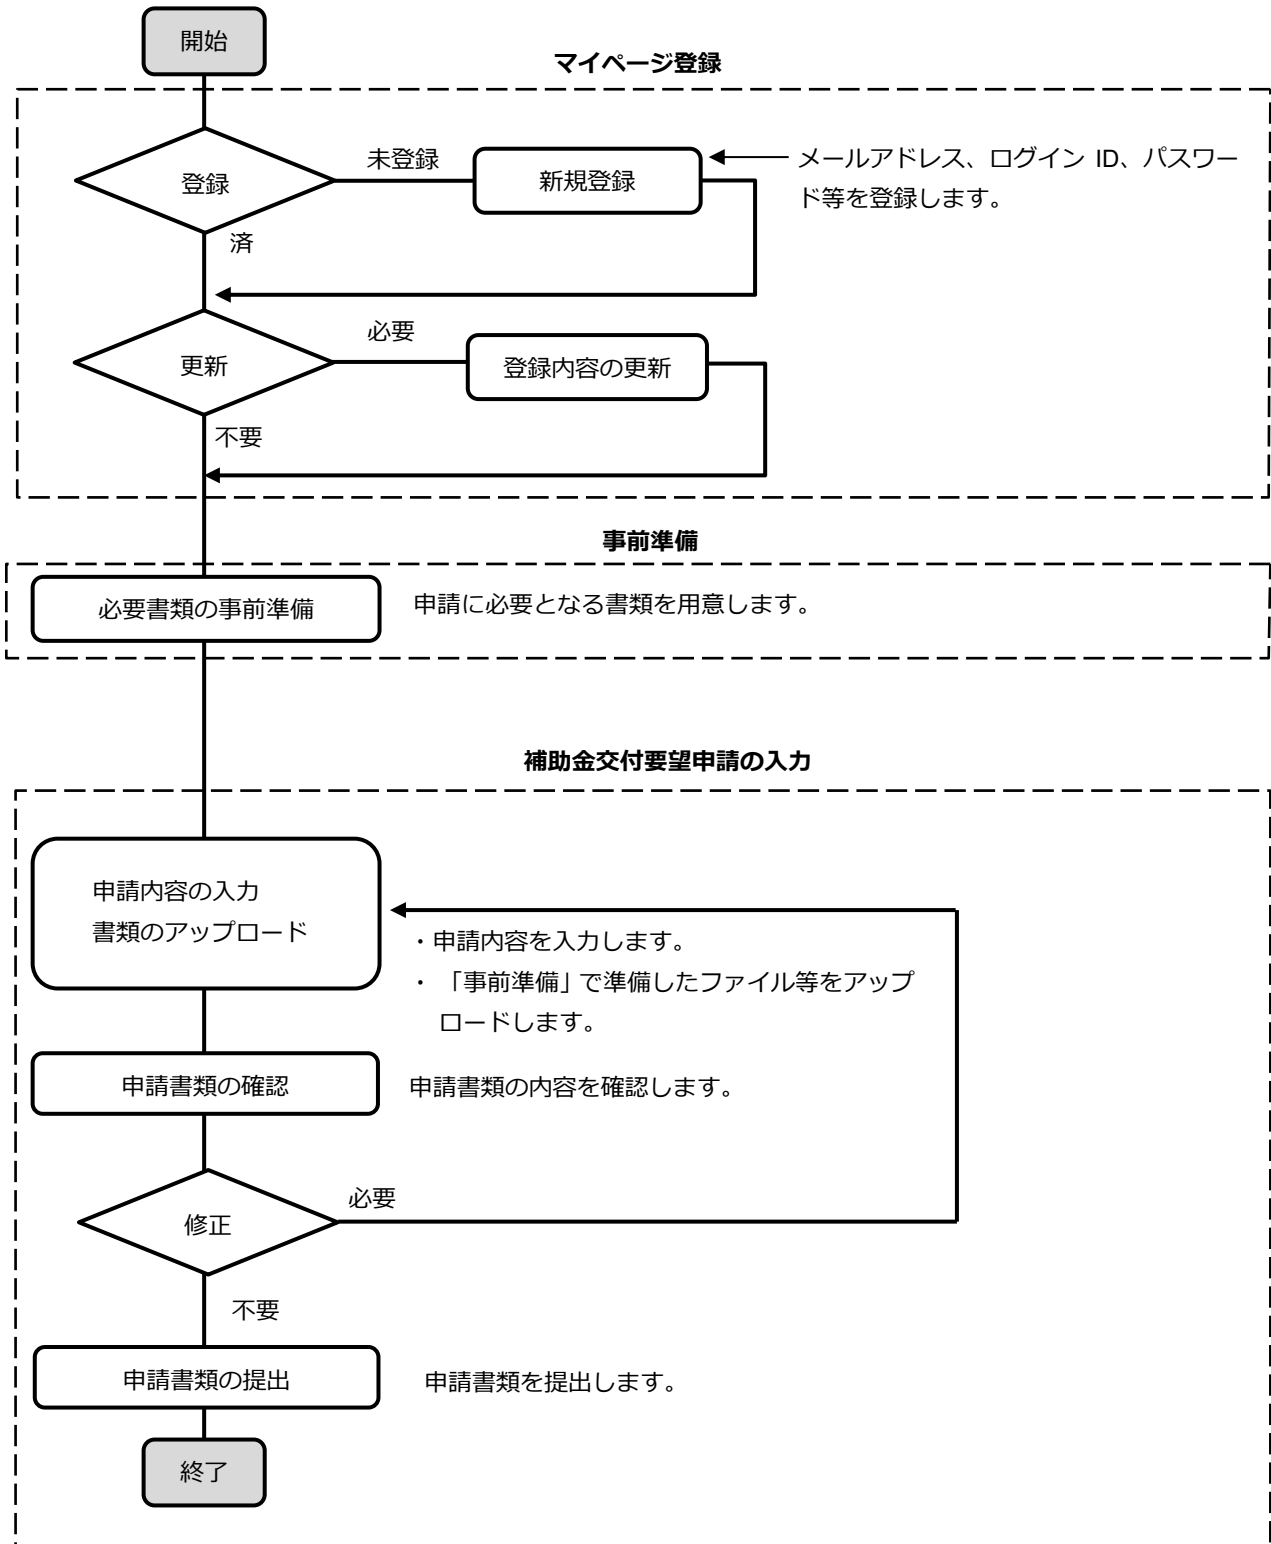 開始
マイページ登録
登録
未登録
新規登録
メールアドレス、ログイン ID、パスワー
ド等を登録します。
済
更新
必要
登録内容の更新
不要
事前準備
必要書類の事前準備
申請に必要となる書類を用意します。
補助金交付要望申請の入力
申請内容の入力
書類のアップロード
・申請内容を入力します。
・「事前準備」で準備したファイル等をアップ
ロードします。
申請書類の確認
申請書類の内容を確認します。
修正
必要
不要
申請書類の提出
申請書類を提出します。
終了